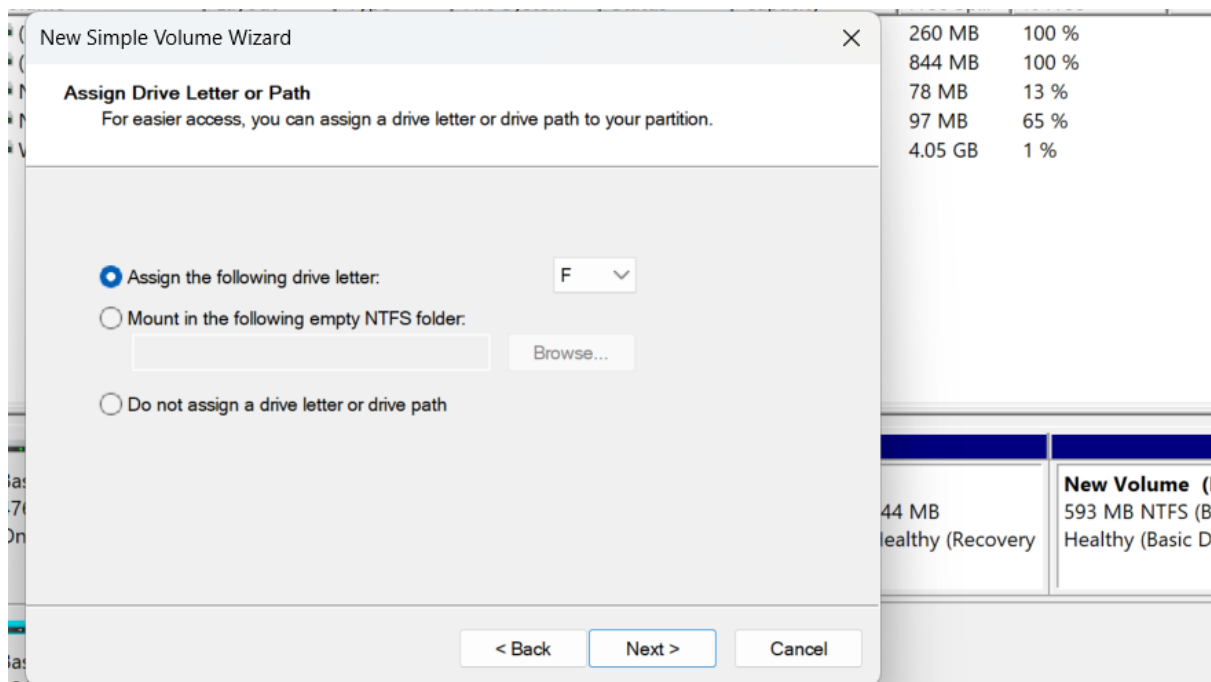 New Simple Volume Wizard
260 MB 100 %
844 MB 100 %
78 MB 13 %
97 MB 65 %
4.05 GB 1 %
Assign Drive Letter or Path
For easier access, you can assign a drive letter or drive path to your partition.
Assign the following drive letter:
F
Mount in the following empty NTFS folder:
Browse...
Do not assign a drive letter or drive path
44 MB
(Recovery
New Volume
593 MB NTFS
Healthy (Basic
< Back
Next >
Cancel